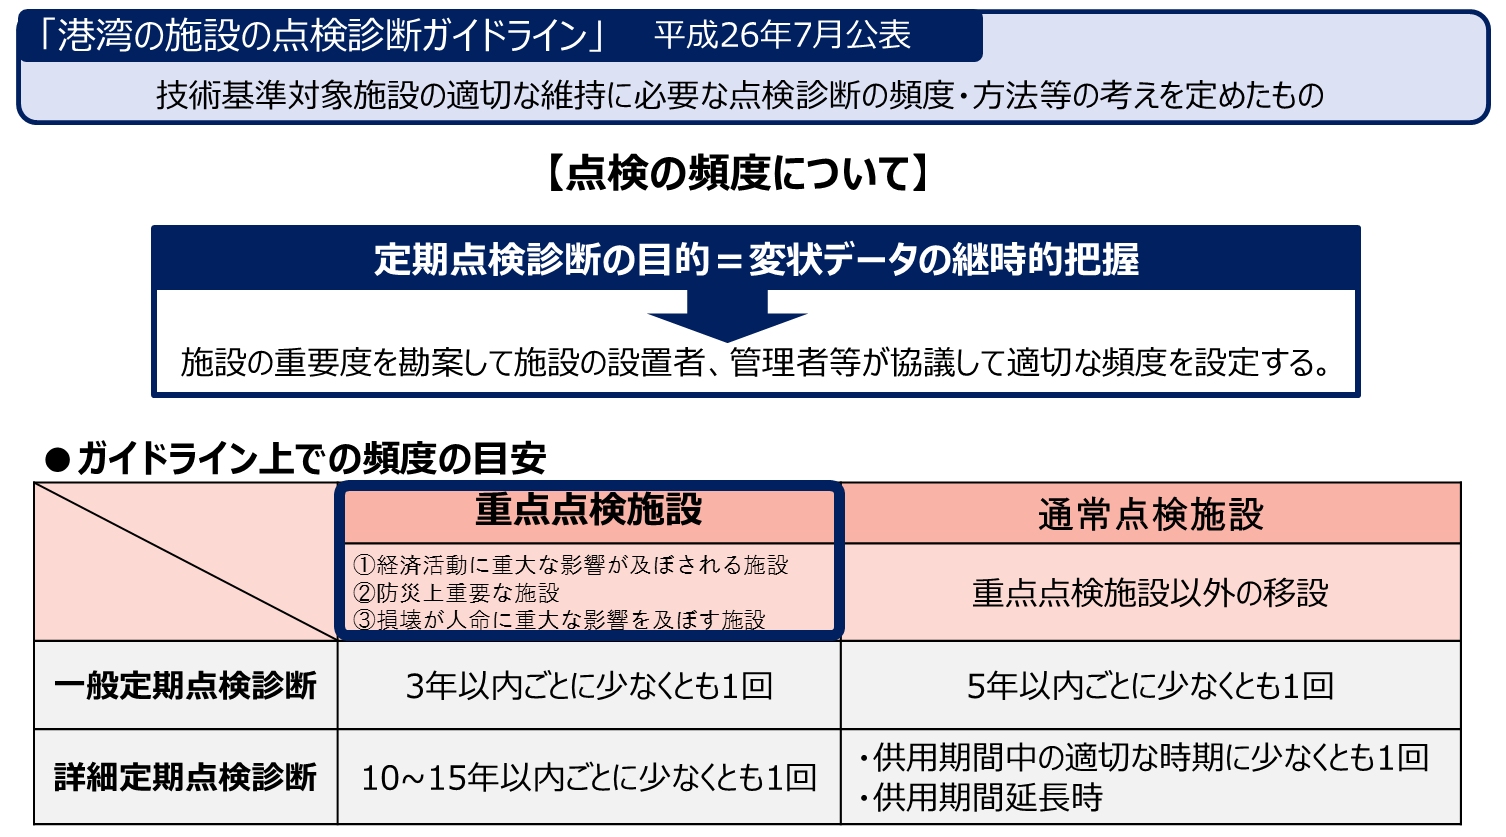 「港湾の施設の点検診断ガイドライン」　平成26年7月公表
技術基準対象施設の適切な維持に必要な点検診断の頻度・方法等の考えを定めたもの
【点検の頻度について】
定期点検診断の目的＝変状データの継時的把握
施設の重要度を勘案して施設の設置者、管理者等が協議して適切な頻度を設定する。
●ガイドライン上での頻度の目安
重点点検施設
通常点検施設
①経済活動に重大な影響が及ぼされる施設
②防災上重要な施設
③損壊が人命に重大な影響を及ぼす施設
重点点検施設以外の移設
一般定期点検診断
3年以内ごとに少なくとも1回
5年以内ごとに少なくとも1回
詳細定期点検診断
10~15年以内ごとに少なくとも1回
・供用期間中の適切な時期に少なくとも1回
・供用期間延長時